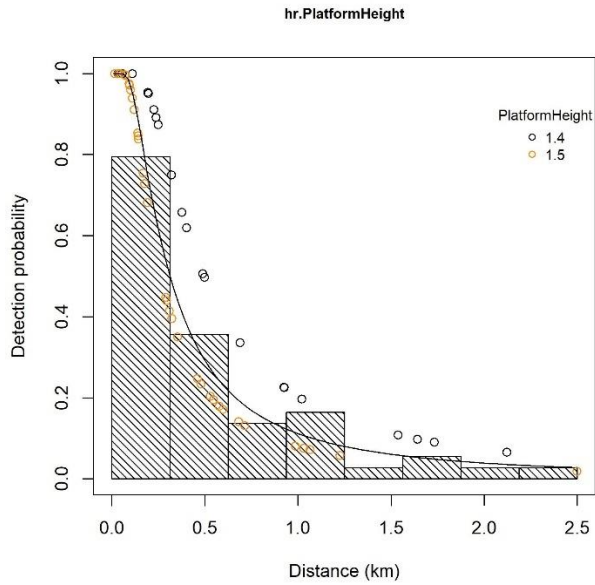 hr.PlatformHeight
PlatformHeight
1.4
1.5
Detection probability
1.0
0.8
0.6
0.4
0.2
0.0
0.0 0.5 1.0 1.5 2.0 2.5
Distance (km)